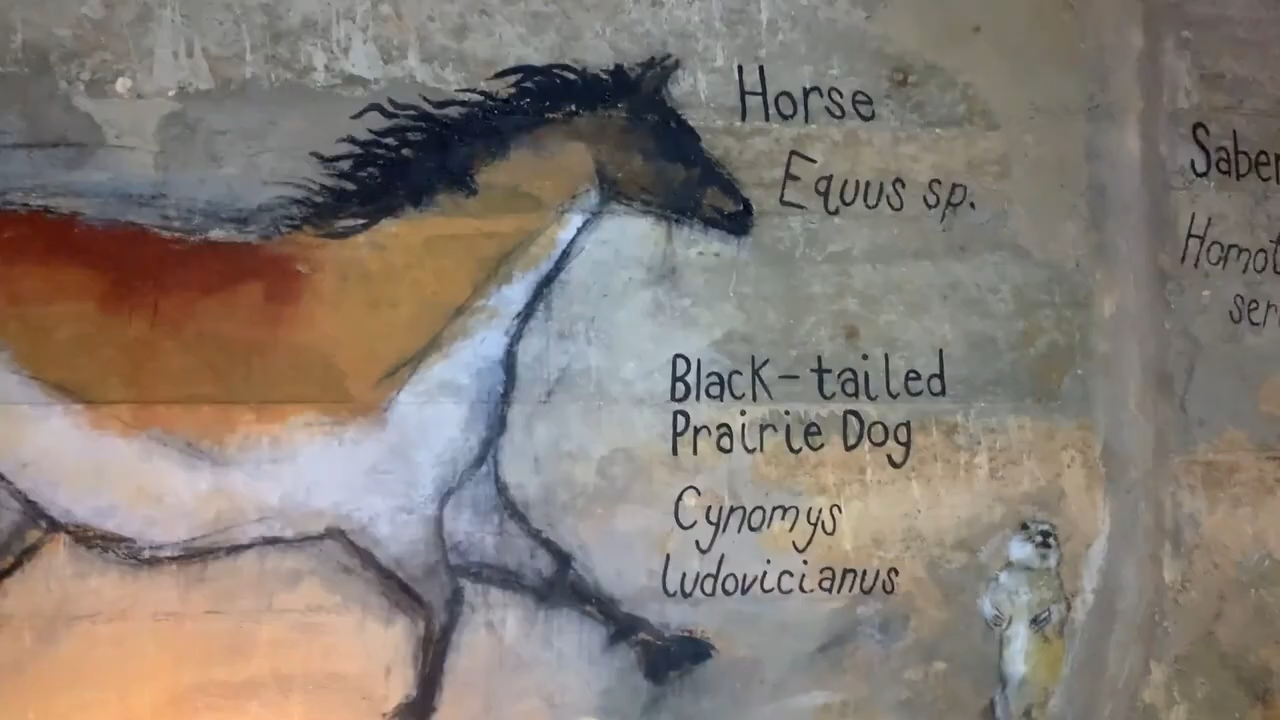 Horse
Equus sp.
Black-tailed
Prairie Dog
Cynomys
ludovicianus
Saber